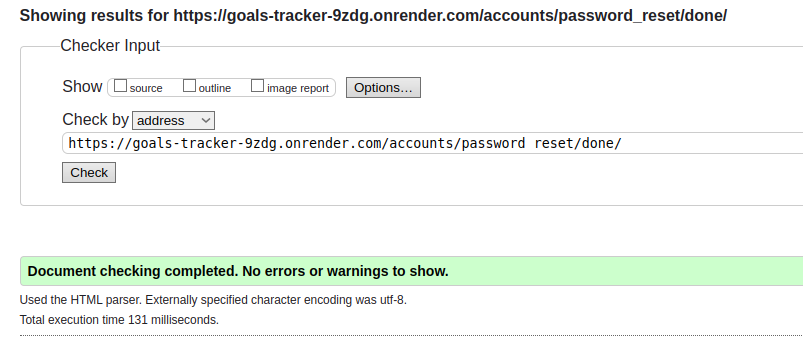 Showing results for https://goals-tracker-9zdg.onrender.com/accounts/password_reset/done/
Checker Input
Show source outline image report Options...
Check by address
https://goals-tracker-9zdg.onrender.com/accounts/password_reset/done/
Check
Document checking completed. No errors or warnings to show.
Used the HTML parser. Externally specified character encoding was utf-8.
Total execution time 131 milliseconds.